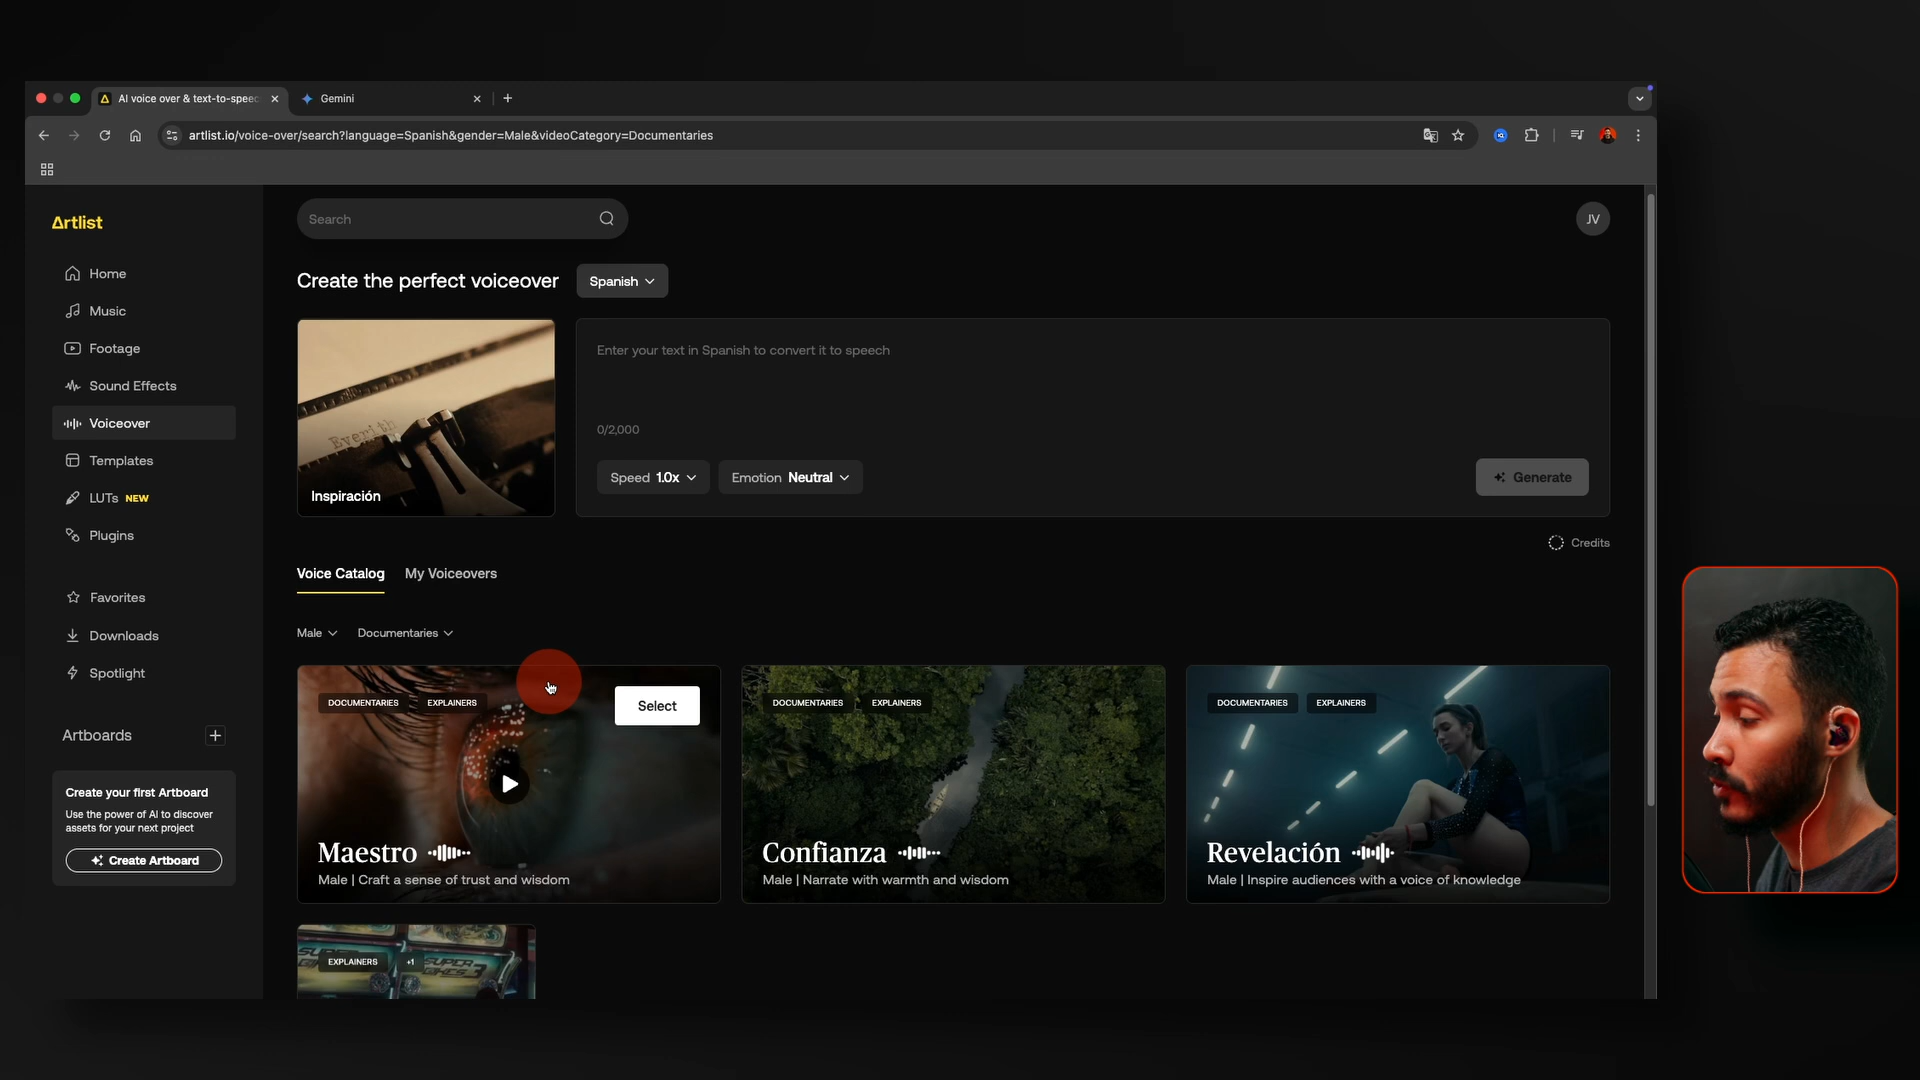 AI voice over & text-to-speec
Gemini
artlist.io/voice-over/search?language=Spanish&gender=Male&videoCategory=Documentaries
Artlist
Search
JV
Home
Music
Footage
Sound Effects
Voiceover
Templates
LUTs NEW
Plugins
Favorites
Downloads
Spotlight
Artboards
Create your first Artboard
Use the power of AI to discover
assets for your next project
Create Artboard
Create the perfect voiceover
Spanish
Everith
Inspiración
Enter your text in Spanish to convert it to speech
0/2,000
Speed 1.0x
Emotion Neutral
Generate
Credits
Voice Catalog
My Voiceovers
Male
Documentaries
DOCUMENTARIES
EXPLAINERS
Select
Maestro
Male | Craft a sense of trust and wisdom
DOCUMENTARIES
EXPLAINERS
Confianza
Male | Narrate with warmth and wisdom
DOCUMENTARIES
EXPLAINERS
Revelación
Male | Inspire audiences with a voice of knowledge
EXPLAINERS
+1
SUPER